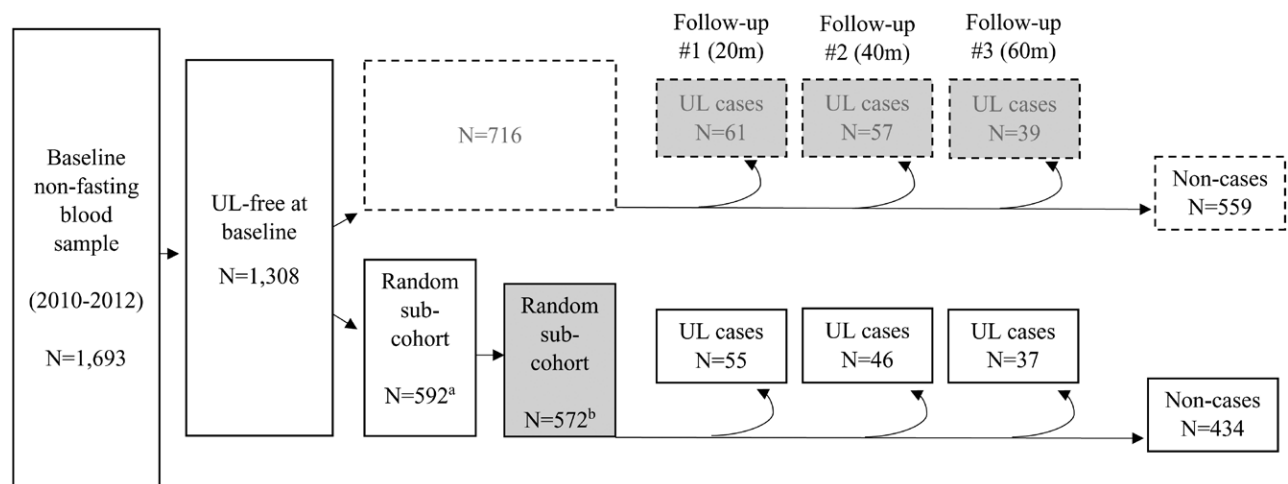 Baseline
non-fasting
blood
sample
(2010-2012)
N=1,693
UL-free at
baseline
N=1,308
N=716
Follow-up
#1 (20m)
Follow-up
#2 (40m)
Follow-up
#3 (60m)
UL cases
N=61
UL cases
N=57
UL cases
N=39
Non-cases
N=559
Random
sub-
cohort
N=592ᵃ
Random
sub-
cohort
N=572ᵇ
UL cases
N=55
UL cases
N=46
UL cases
N=37
Non-cases
N=434